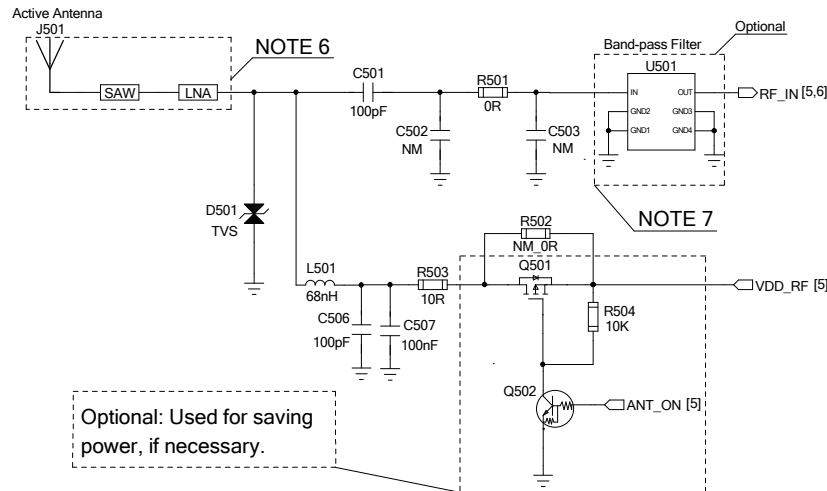 Active Antenna
J501
NOTE 6
SAW
LNA
C501
100pF
R501
0R
C502
NM
C503
NM
Optional
Band-pass Filter
U501
IN
OUT
GND2
GND3
GND1
GND4
RF_IN [5,6]
NOTE 7
D501
TVS
L501
68nH
R503
10R
C506
100pF
C507
100nF
R502
NM_0R
Q501
VDD_RF [5]
R504
10K
Q502
ANT_ON [5]
Optional: Used for saving
power, if necessary.